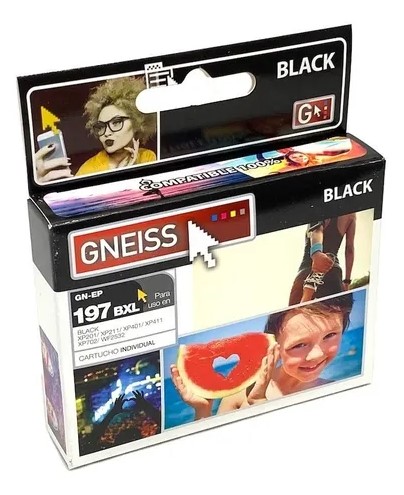 BLACK
G
COMPATIBLE 100%
BLACK
GNEISS
GN-EP
197 BXL
Para
uso en
BLACK
XP201/ XP211/ XP401/ XP411
XP702/ WF2532
CARTUCHO INDIVIDUAL